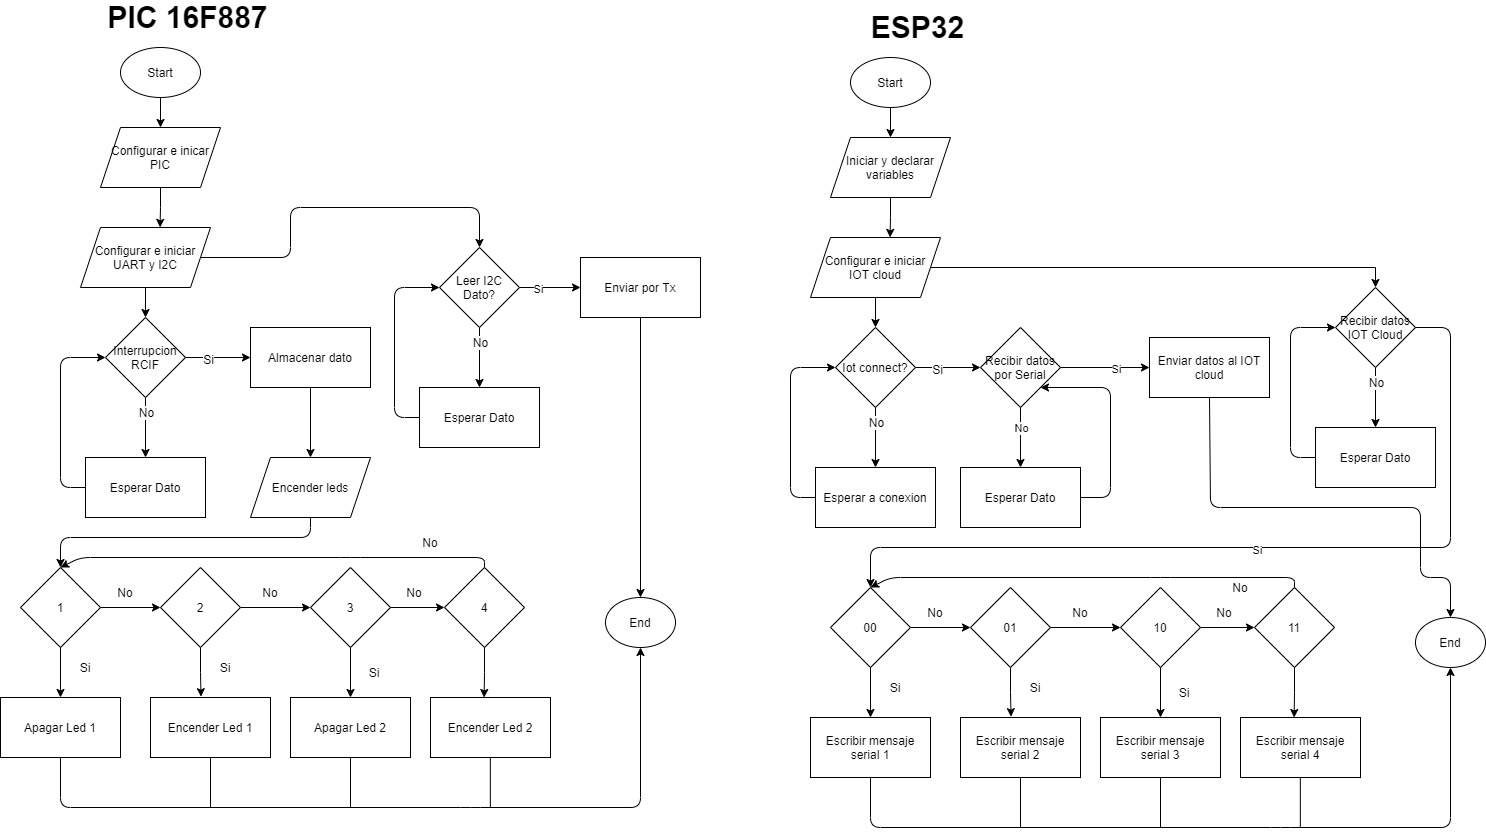 PIC 16F887
Start
Configurar e inicar
PIC
Configurar e iniciar
UART y I2C
Leer I2C
Dato?
Si
Enviar por Tx
No
Esperar Dato
Interrupcion
RCIF
Si
Almacenar dato
No
Esperar Dato
Encender leds
No
1
No
2
No
3
No
4
End
Si
Si
Si
Apagar Led 1
Encender Led 1
Apagar Led 2
Encender Led 2
ESP32
Start
Iniciar y declarar
variables
Configurar e iniciar
IOT cloud
Recibir datos
IOT Cloud
No
Esperar Dato
Iot connect?
Si
Recibir datos
por Serial
Si
Enviar datos al IOT
cloud
No
No
Esperar a conexion
Esperar Dato
Si
No
00
No
01
No
10
No
11
End
Si
Si
Si
Escribir mensaje
serial 1
Escribir mensaje
serial 2
Escribir mensaje
serial 3
Escribir mensaje
serial 4